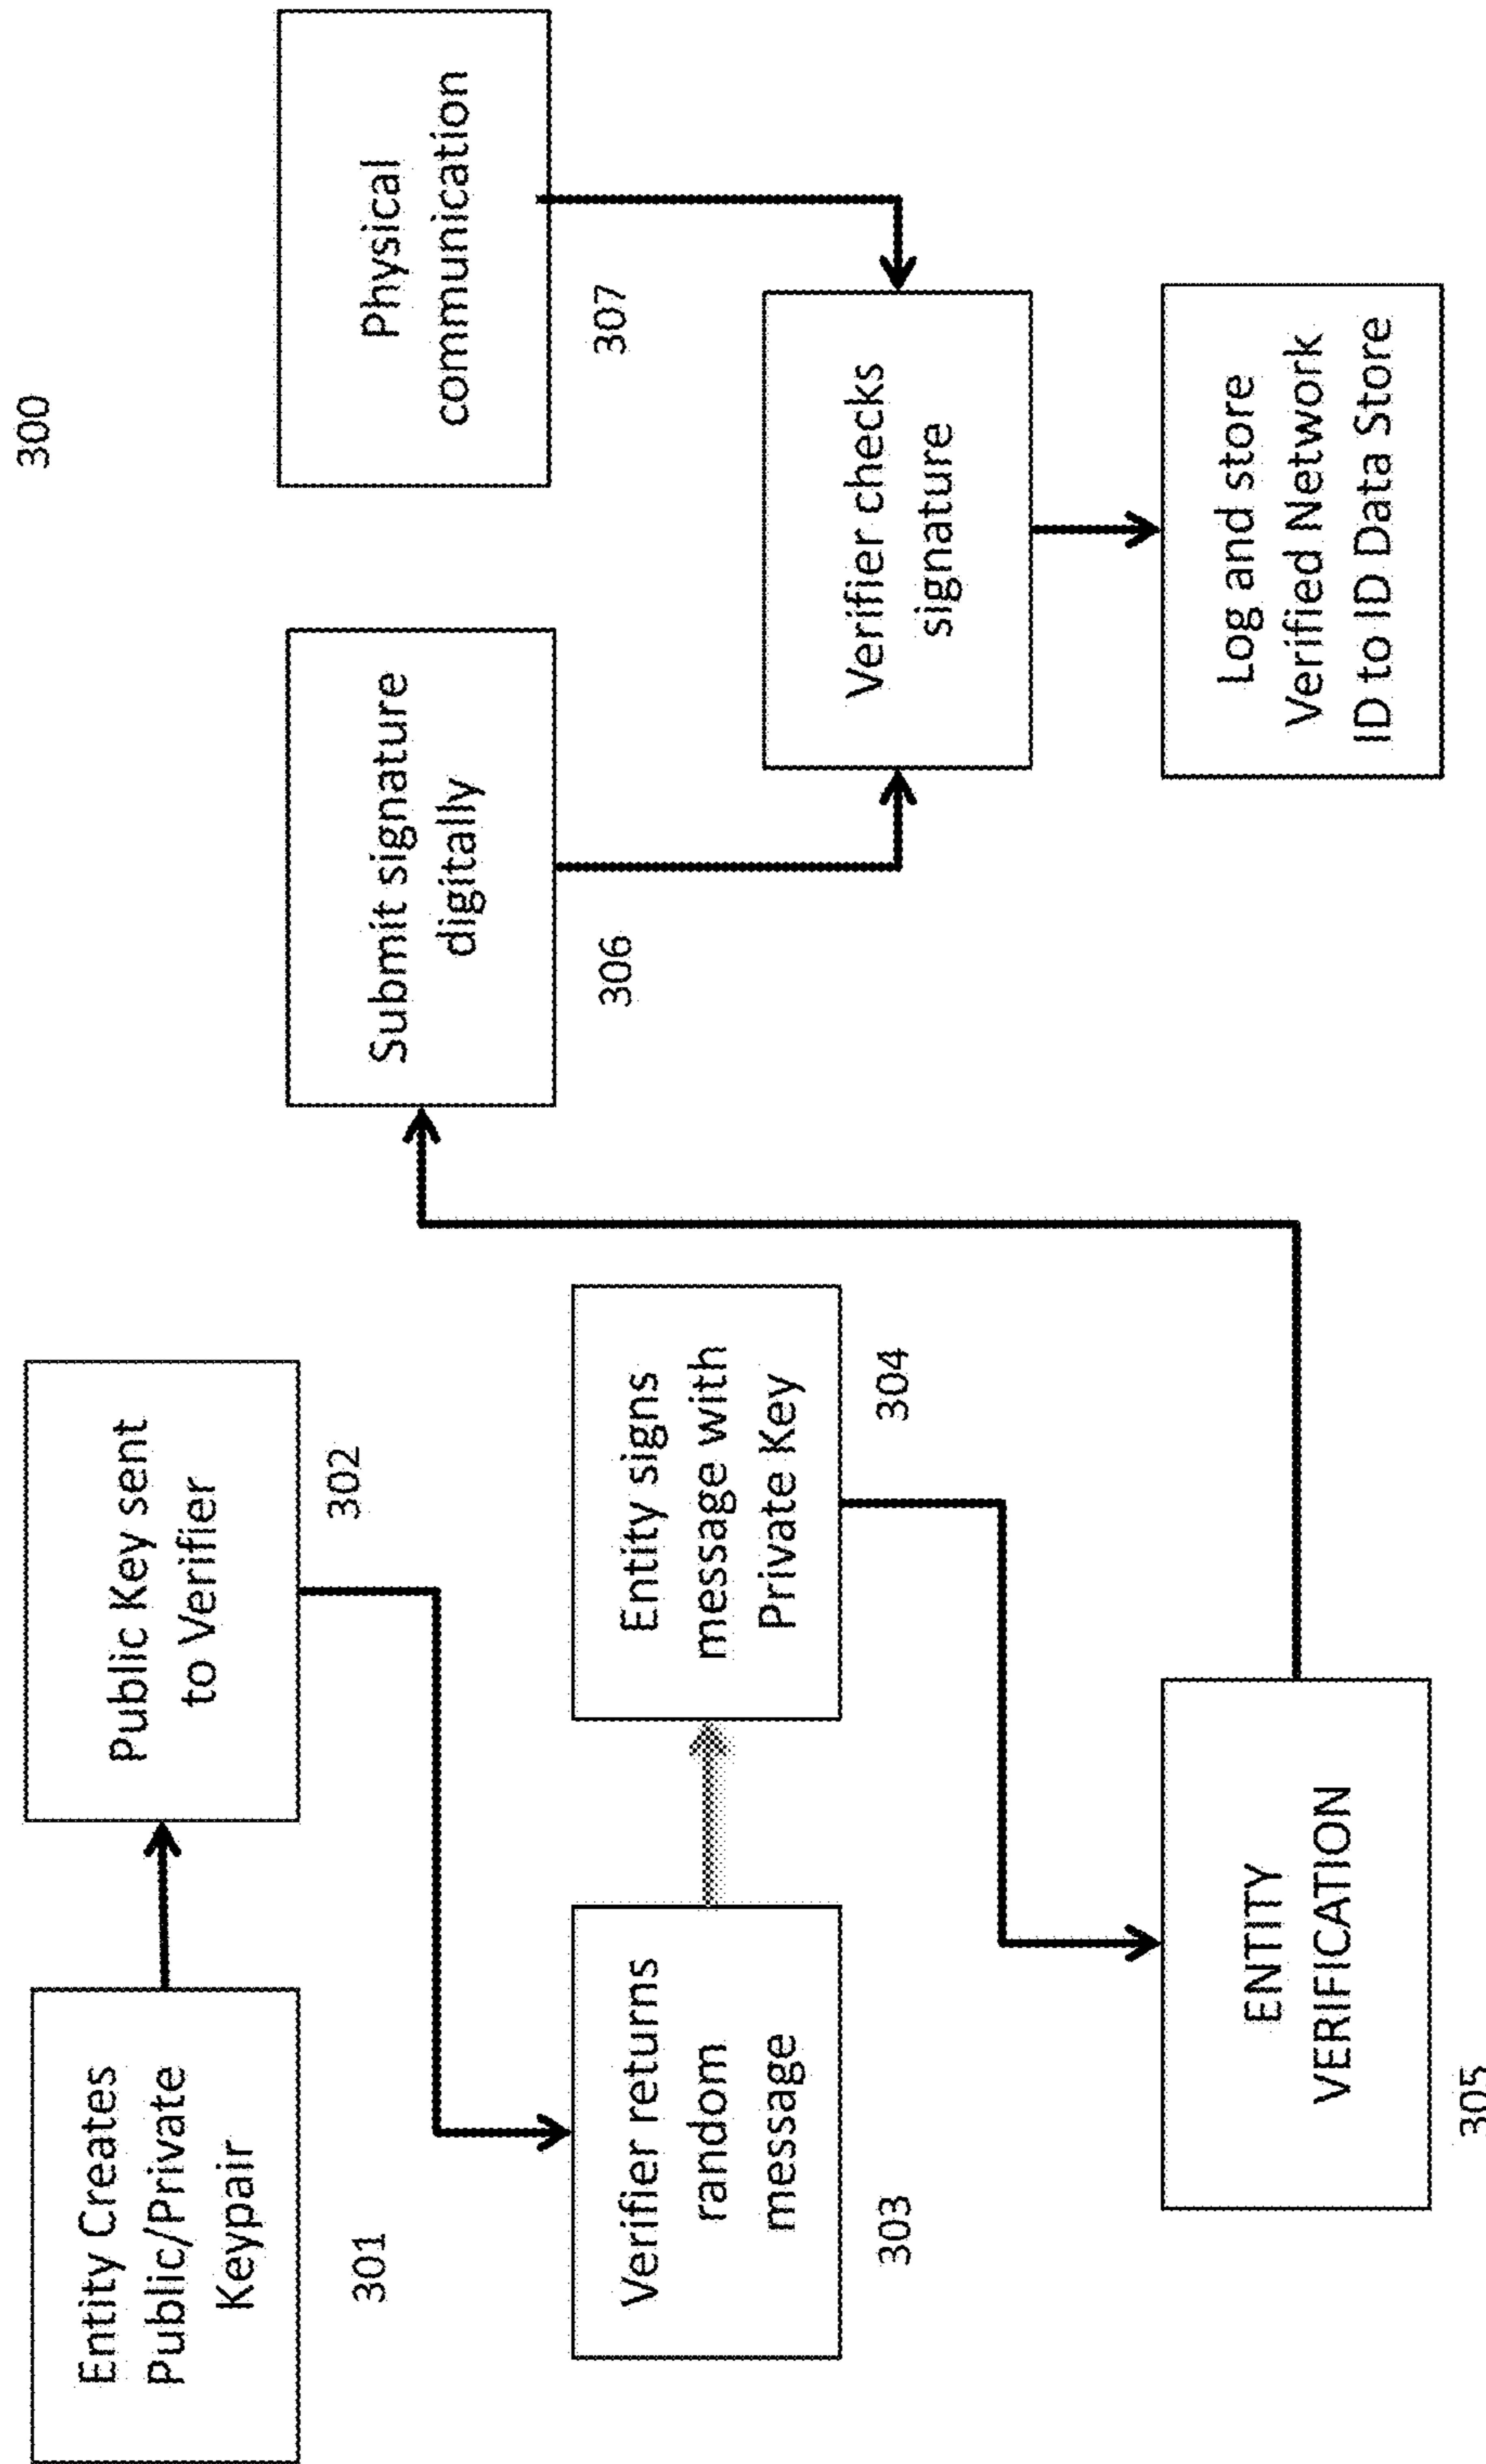 300
Entity Creates
Public/Private
Keypair
301
Public Key sent
to Verifier
302
Verifier returns
random
message
303
Entity signs
message with
Private Key
304
ENTITY
VERIFICATION
305
Submit signature
digitally
306
Physical
communication
307
Verifier checks
signature
Log and store
Verified Network
ID to ID Data Store